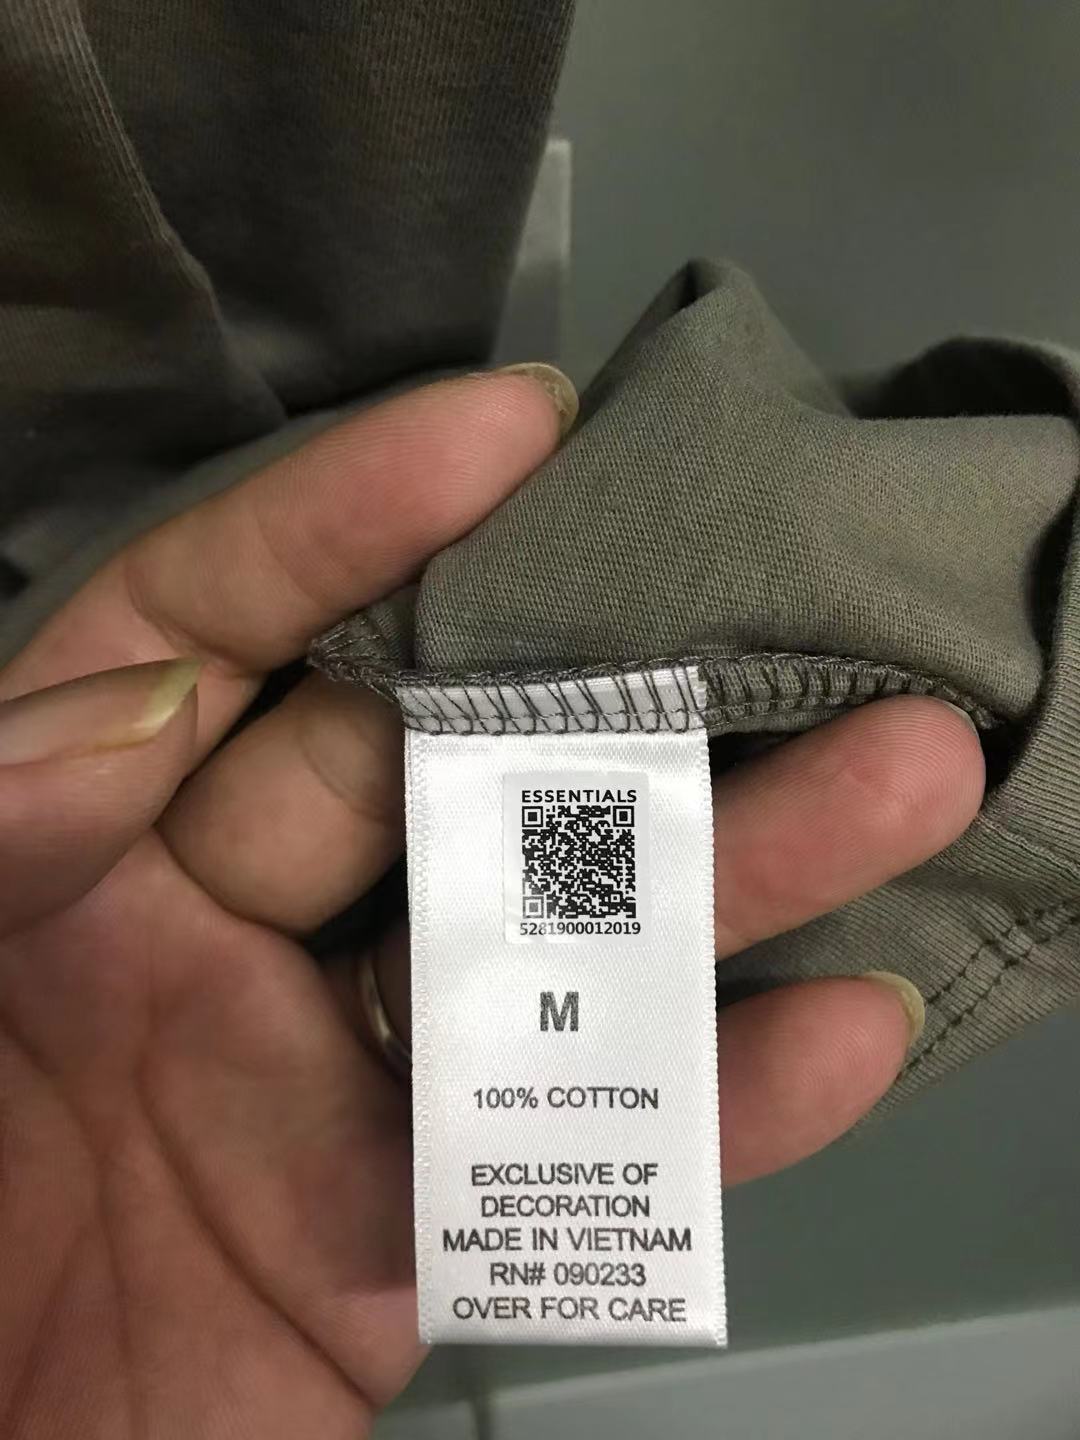 ESSENTIALS
5281900012019
M
100% COTTON
EXCLUSIVE OF
DECORATION
MADE IN VIETNAM
RN# 090233
OVER FOR CARE